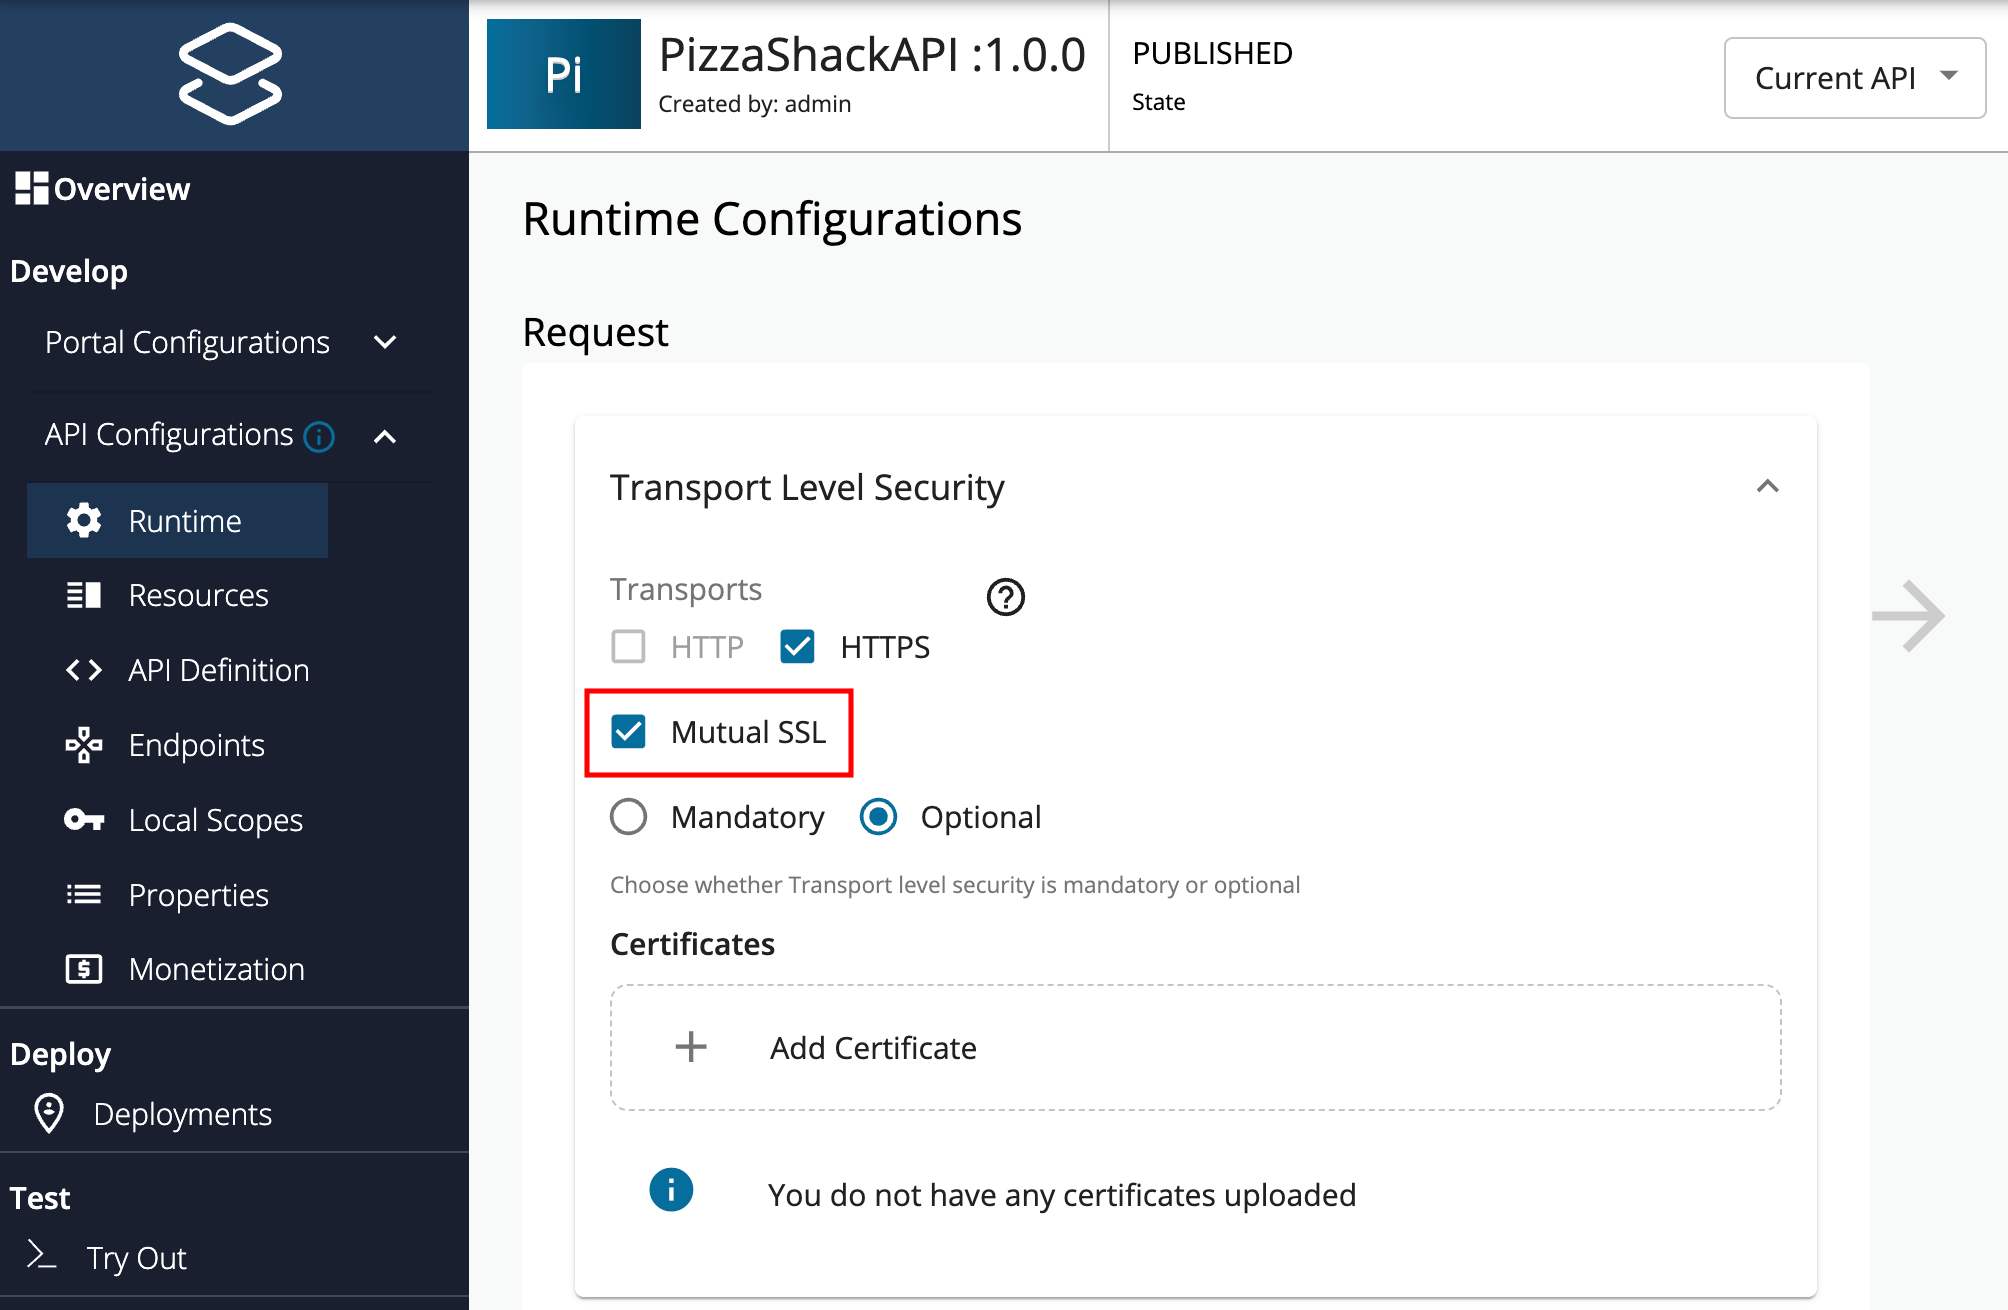 Pi
PizzaShackAPI :1.0.0
Created by: admin
PUBLISHED
State
Current API
Overview
Develop
Portal Configurations
API Configurations
Runtime
Resources
API Definition
Endpoints
Local Scopes
Properties
Monetization
Deploy
Deployments
Test
Try Out
Runtime Configurations
Request
Transport Level Security
Transports
HTTP HTTPS
Mutual SSL
Mandatory Optional
Choose whether Transport level security is mandatory or optional
Certificates
Add Certificate
You do not have any certificates uploaded